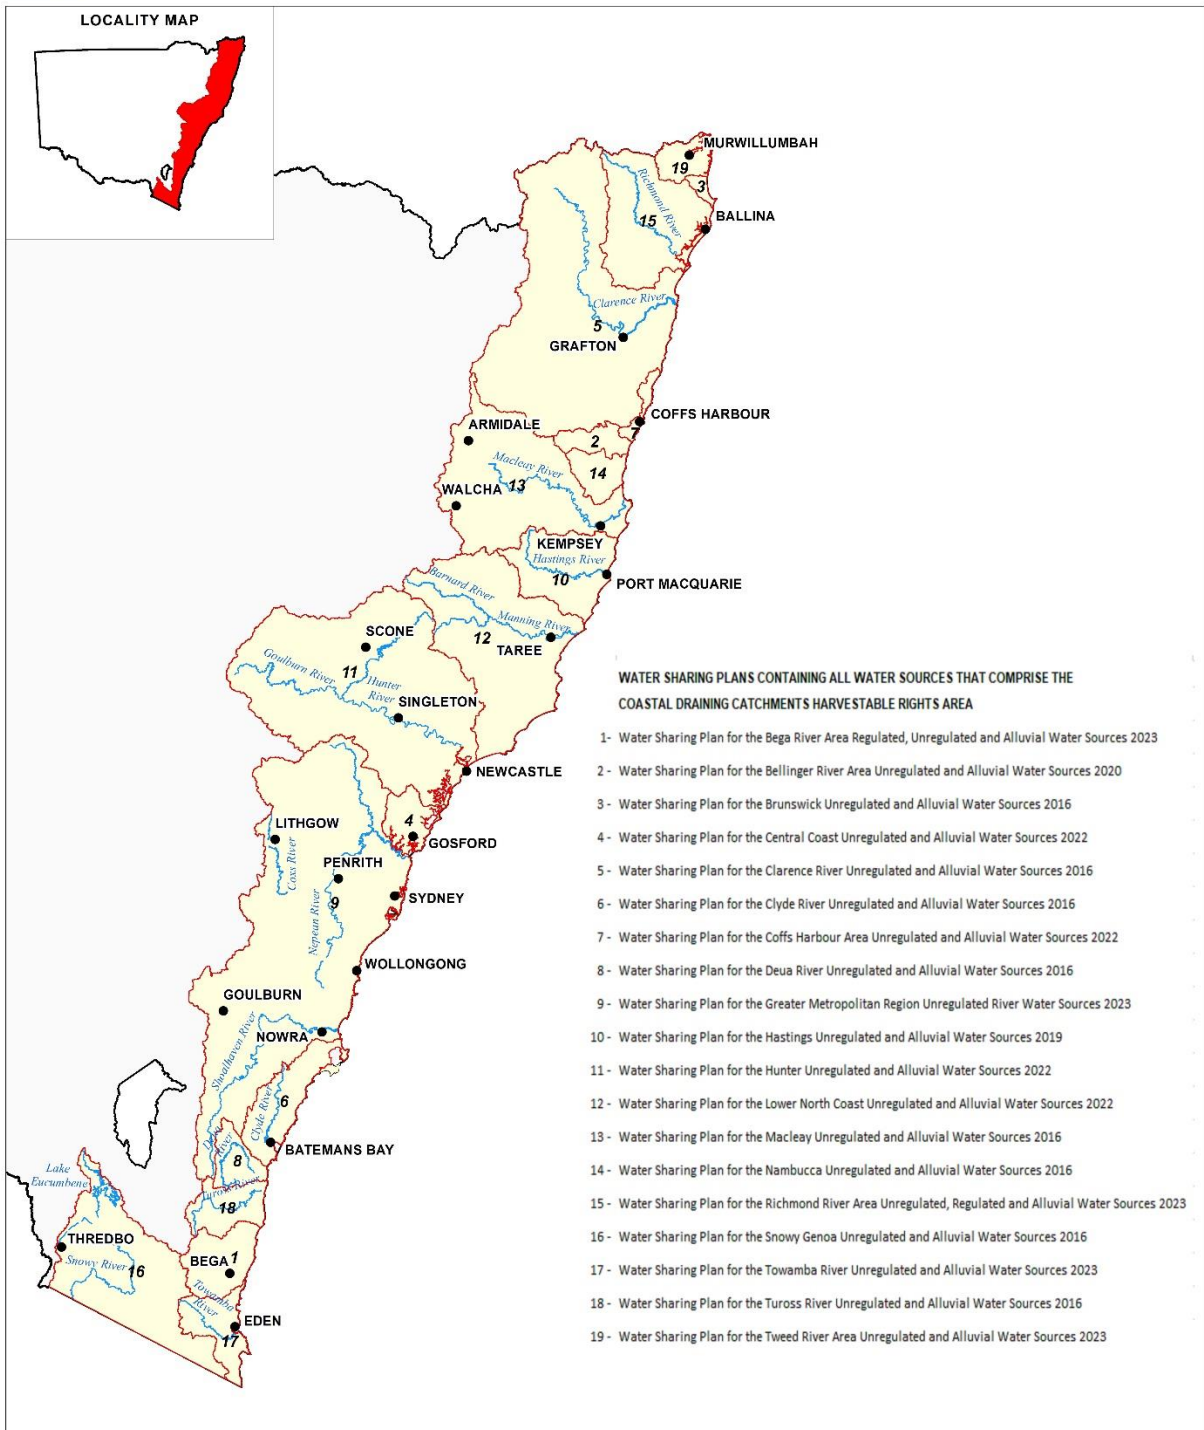 LOCALITY MAP
MURWILLUMBAH
19
3
Richmond River
15
BALLINA
Clarence River
5
GRAFTON
COFFS HARBOUR
7
ARMIDALE
2
Macleay River
14
13
WALCHA
KEMPSEY
Hastings River
10
PORT MACQUARIE
Barnard River
Manning River
SCONE
12
TAREE
11
Goulburn River
Hunter
River
SINGLETON
NEWCASTLE
LITHGOW
4
GOSFORD
Coxs River
PENRITH
9
SYDNEY
Nepean River
WOLLONGONG
GOULBURN
NOWRA
Shoalhaven River
Clyde River
6
Deua
River
BATEMANS BAY
8
Tuross River
Lake
Eucumbene
18
THREDBO
Snowy River
16
BEGA
1
Towamba
River
EDEN
17
WATER SHARING PLANS CONTAINING ALL WATER SOURCES THAT COMPRISE THE
COASTAL DRAINING CATCHMENTS HARVESTABLE RIGHTS AREA
1- Water Sharing Plan for the Bega River Area Regulated, Unregulated and Alluvial Water Sources 2023
2 - Water Sharing Plan for the Bellinger River Area Unregulated and Alluvial Water Sources 2020
3 - Water Sharing Plan for the Brunswick Unregulated and Alluvial Water Sources 2016
4 - Water Sharing Plan for the Central Coast Unregulated and Alluvial Water Sources 2022
5 - Water Sharing Plan for the Clarence River Unregulated and Alluvial Water Sources 2016
6 - Water Sharing Plan for the Clyde River Unregulated and Alluvial Water Sources 2016
7 - Water Sharing Plan for the Coffs Harbour Area Unregulated and Alluvial Water Sources 2022
8 - Water Sharing Plan for the Deua River Unregulated and Alluvial Water Sources 2016
9 - Water Sharing Plan for the Greater Metropolitan Region Unregulated River Water Sources 2023
10 - Water Sharing Plan for the Hastings Unregulated and Alluvial Water Sources 2019
11 - Water Sharing Plan for the Hunter Unregulated and Alluvial Water Sources 2022
12 - Water Sharing Plan for the Lower North Coast Unregulated and Alluvial Water Sources 2022
13 - Water Sharing Plan for the Macleay Unregulated and Alluvial Water Sources 2016
14 - Water Sharing Plan for the Nambucca Unregulated and Alluvial Water Sources 2016
15 - Water Sharing Plan for the Richmond River Area Unregulated, Regulated and Alluvial Water Sources 2023
16 - Water Sharing Plan for the Snowy Genoa Unregulated and Alluvial Water Sources 2016
17 - Water Sharing Plan for the Towamba River Unregulated and Alluvial Water Sources 2023
18 - Water Sharing Plan for the Tuross River Unregulated and Alluvial Water Sources 2016
19 - Water Sharing Plan for the Tweed River Area Unregulated and Alluvial Water Sources 2023